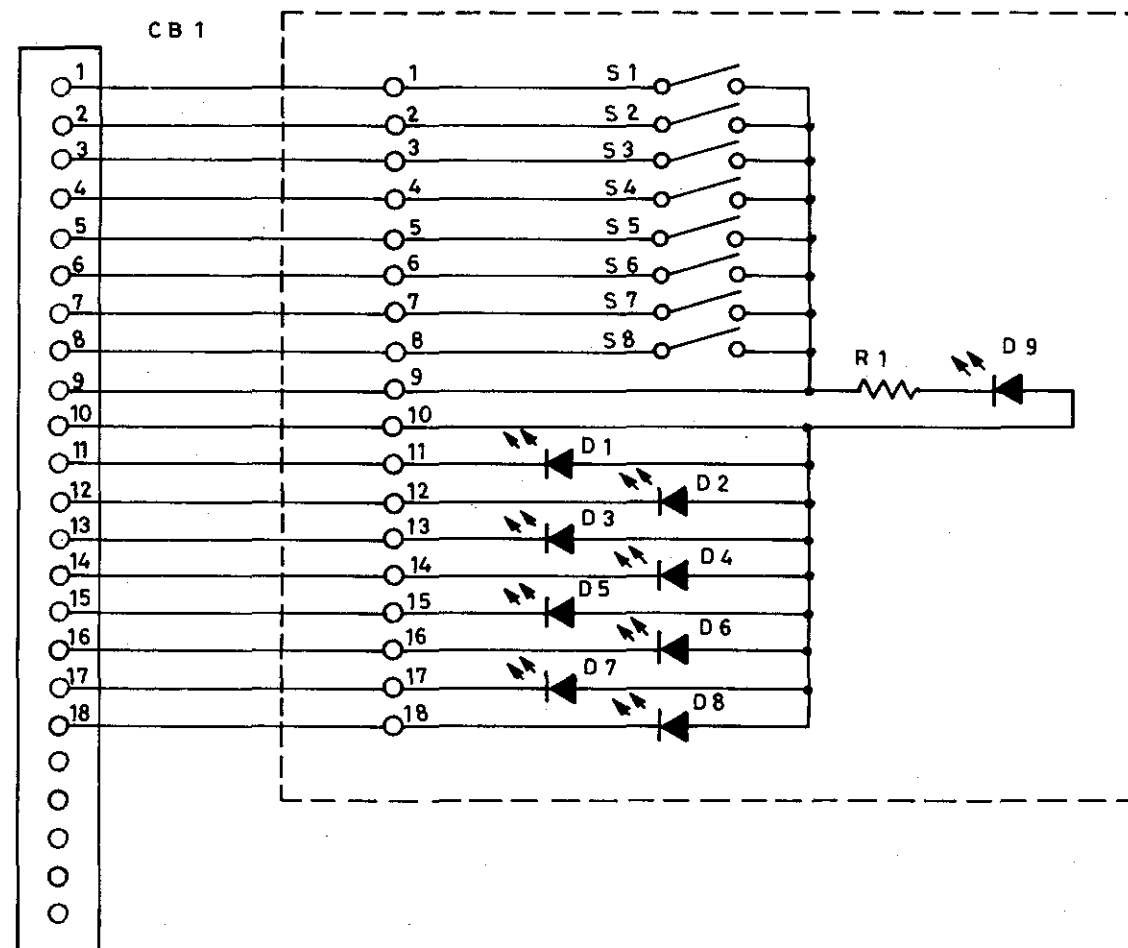 CB 1
1 1 S 1
2 2 S 2
3 3 S 3
4 4 S 4
5 5 S 5
6 6 S 6
7 7 S 7
8 8 S 8
9 9 R 1 D 9
10 10
11 11 D 1
12 12 D 2
13 13 D 3
14 14 D 4
15 15 D 5
16 16 D 6
17 17 D 7
18 18 D 8